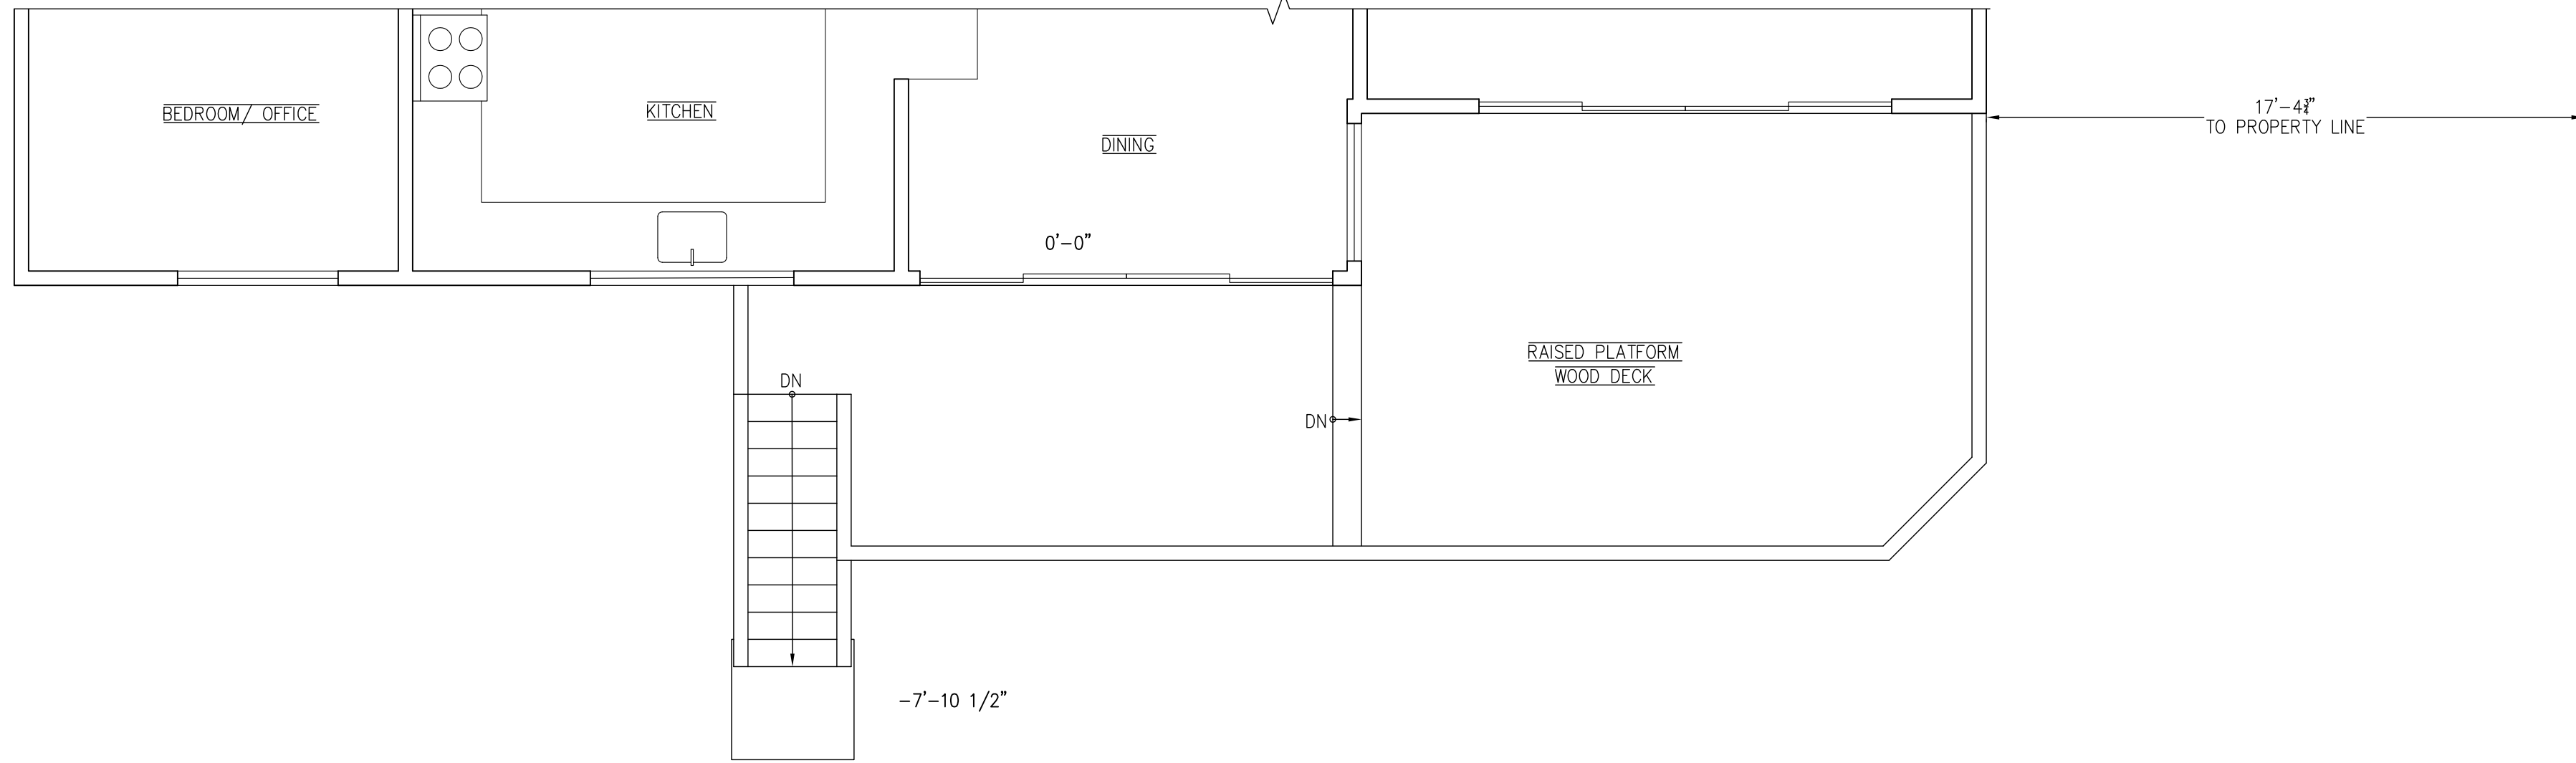 BEDROOM/ OFFICE
KITCHEN
DINING
0'-0"
17'-4¾"
TO PROPERTY LINE
RAISED PLATFORM
WOOD DECK
DN
DN
-7'-10 1/2"